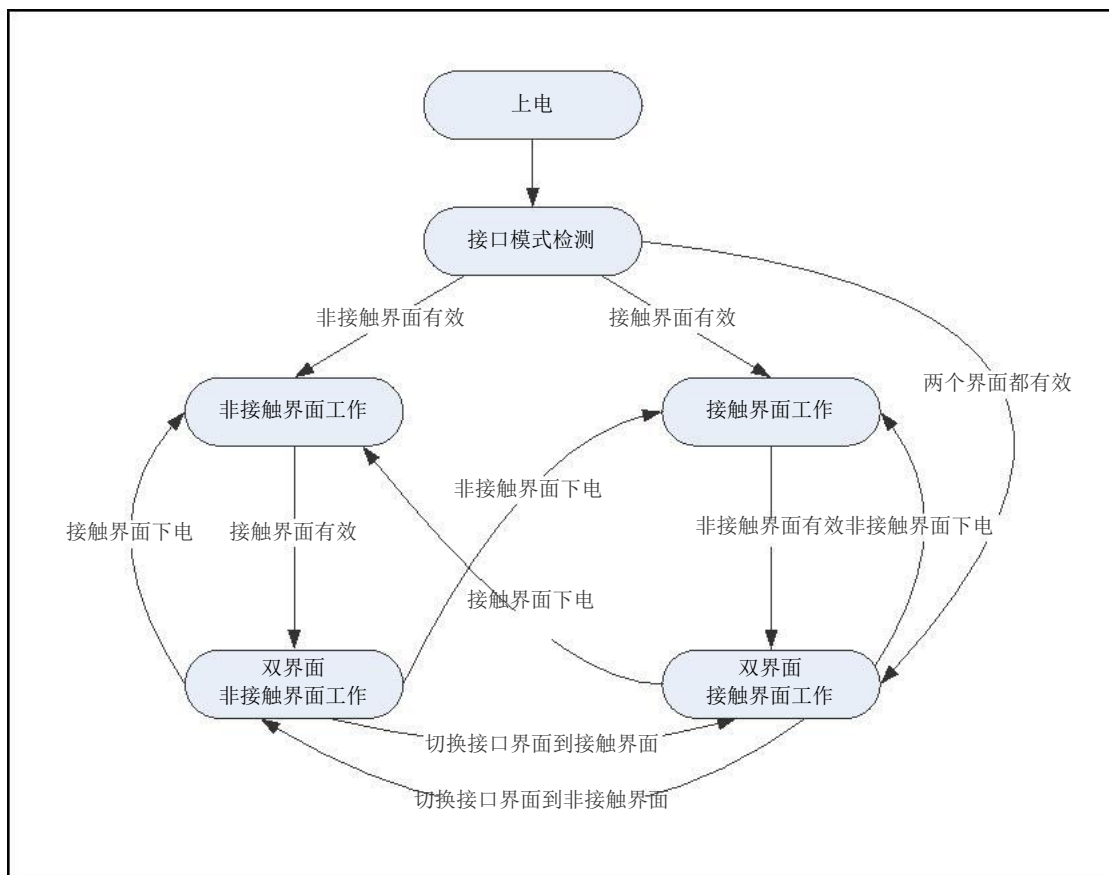 上电
接口模式检测
非接触界面有效
接触界面有效
两个界面都有效
非接触界面工作
接触界面工作
非接触界面下电
接触界面下电
接触界面有效
非接触界面有效
非接触界面下电
接触界面下电
双界面
非接触界面工作
双界面
接触界面工作
切换接口界面到接触界面
切换接口界面到非接触界面